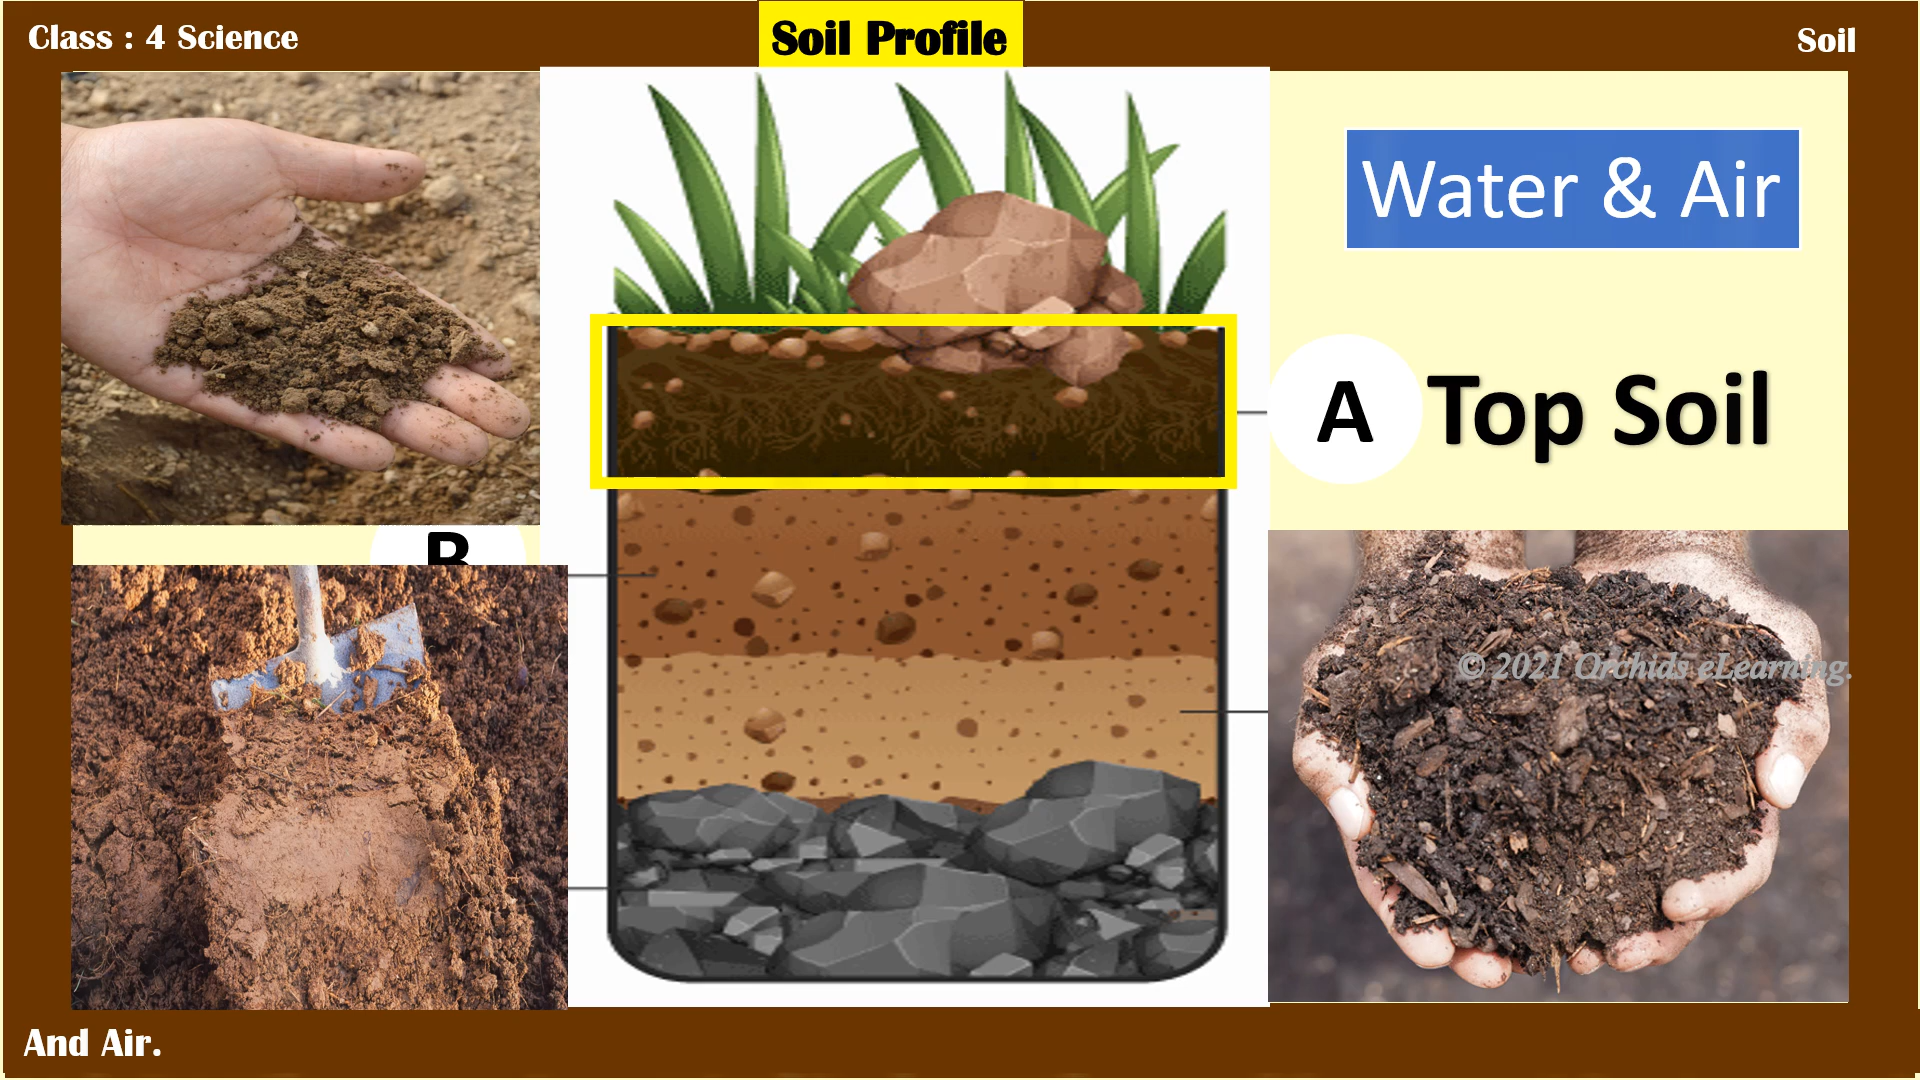 Class : 4 Science
Soil Profile
Soil
Water & Air
A
Top Soil
B
© 2021 Orchids eLearning.
And Air.